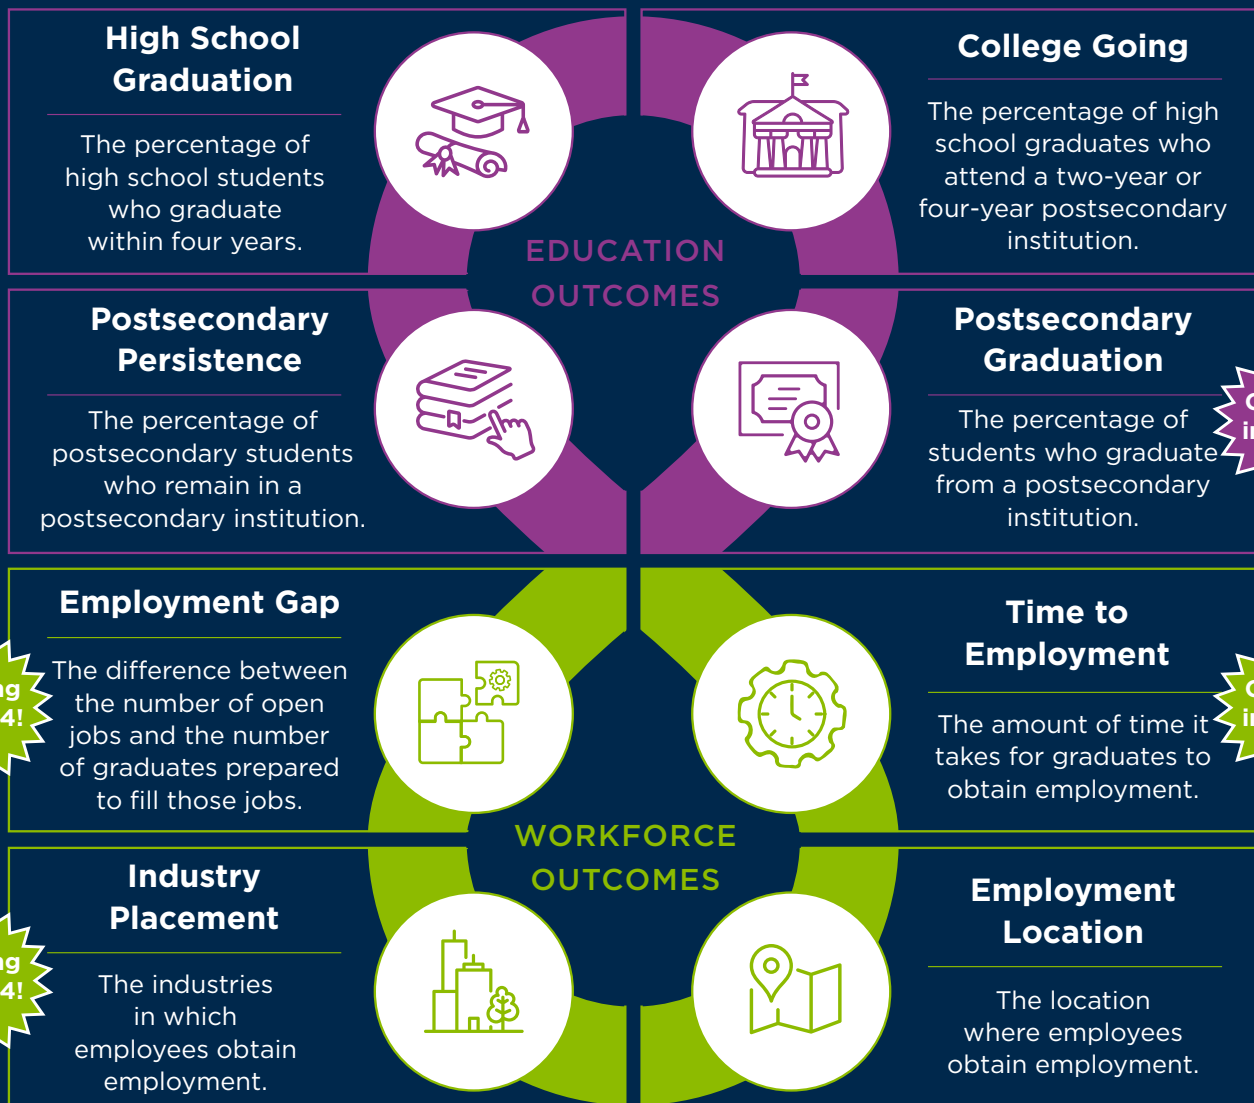 High School
Graduation
The percentage of
high school students
who graduate
within four years.
College Going
The percentage of high
school graduates who
attend a two-year or
four-year postsecondary
institution.
EDUCATION
OUTCOMES
Postsecondary
Persistence
The percentage of
postsecondary students
who remain in a
postsecondary institution.
Postsecondary
Graduation
The percentage of
students who graduate
from a postsecondary
institution.
Employment Gap
The difference between
the number of open
jobs and the number
of graduates prepared
to fill those jobs.
Time to
Employment
The amount of time it
takes for graduates to
obtain employment.
WORKFORCE
OUTCOMES
Industry
Placement
The industries
in which
employees obtain
employment.
Employment
Location
The location
where employees
obtain employment.